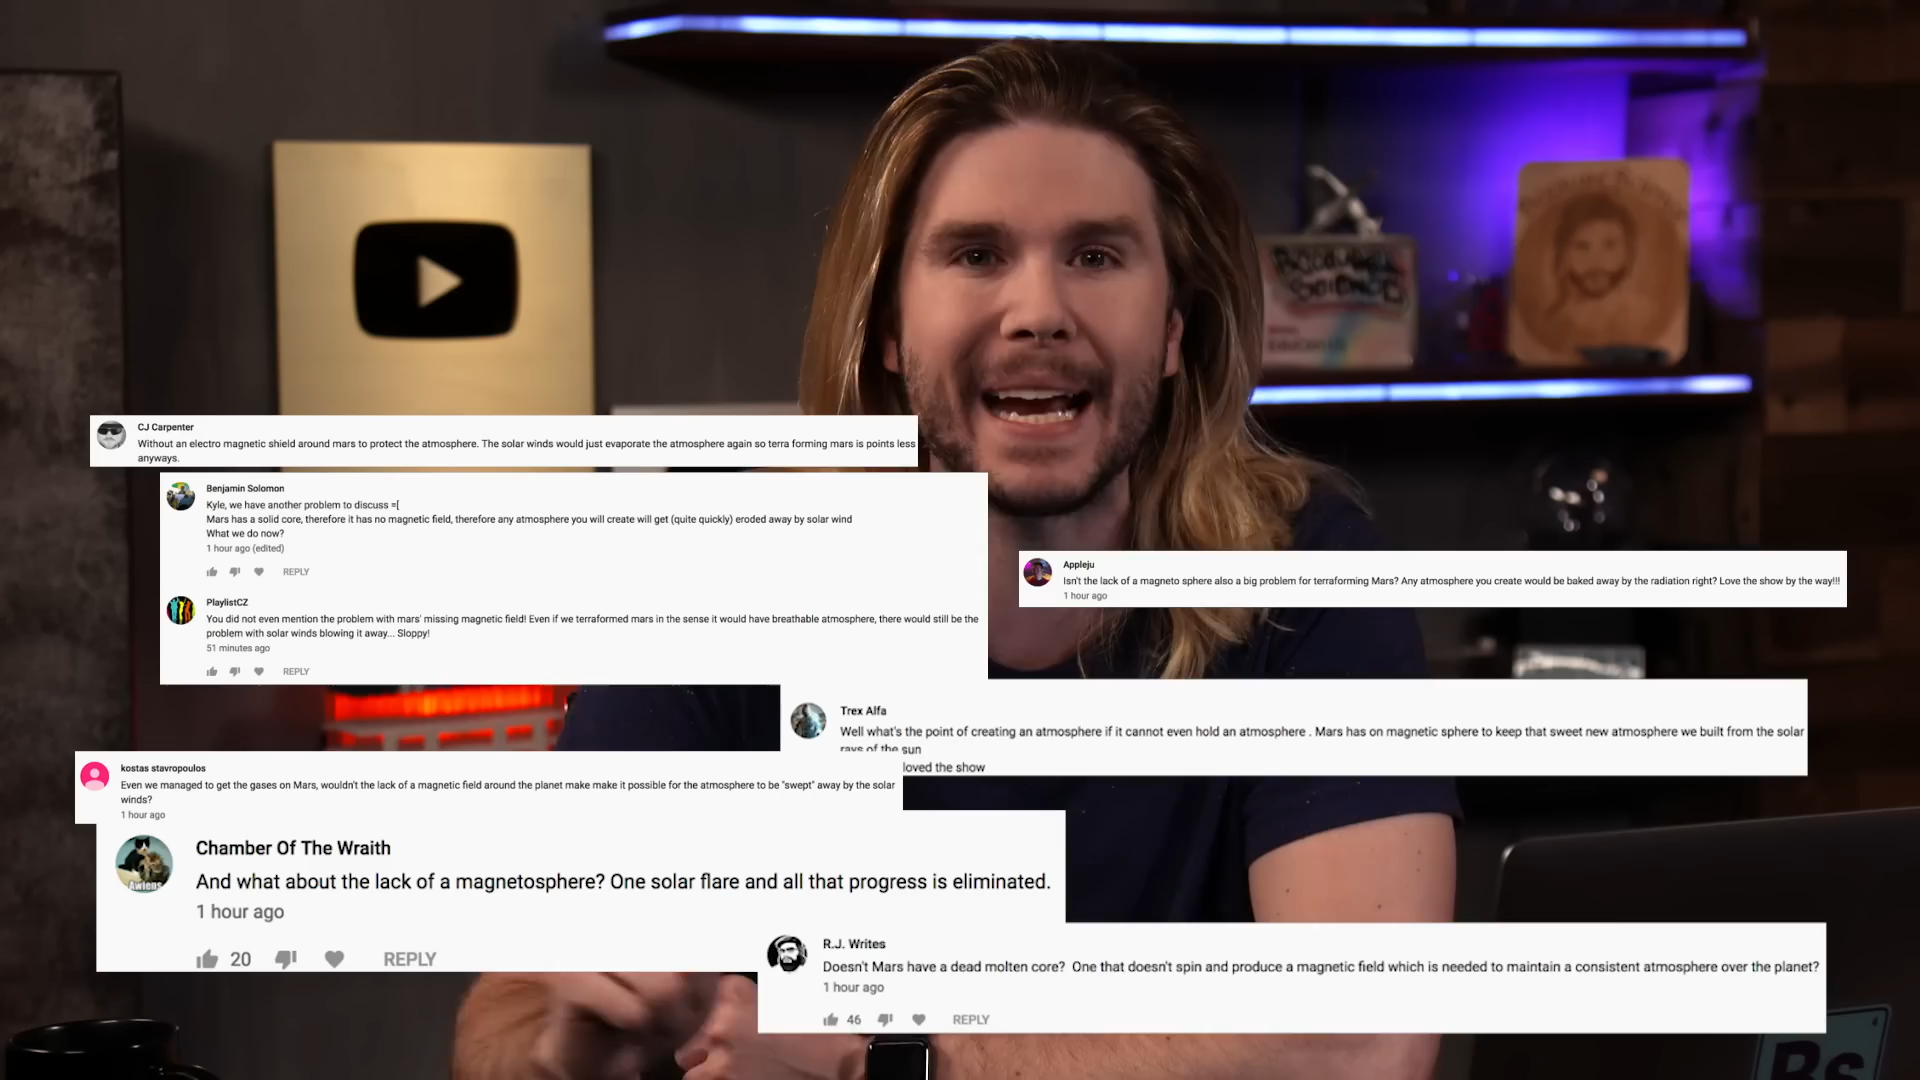 CJ Carpenter
Without an electro magnetic shield around mars to protect the atmosphere. The solar winds would just evaporate the atmosphere again so terra forming mars is points less
anyways.
Benjamin Solomon
Kyle, we have another problem to discuss =[
Mars has a solid core, therefore it has no magnetic field, therefore any atmosphere you will create will get (quite quickly) eroded away by solar wind
What we do now?
1 hour ago (edited)
REPLY
PlaylistCZ
You did not even mention the problem with mars' missing magnetic field! Even if we terraformed mars in the sense it would have breathable atmosphere, there would still be the
problem with solar winds blowing it away... Sloppy!
51 minutes ago
REPLY
Appleju
Isn't the lack of a magneto sphere also a big problem for terraforming Mars? Any atmosphere you create would be baked away by the radiation right? Love the show by the way!!!
1 hour ago
Trex Alfa
Well what's the point of creating an atmosphere if it cannot even hold an atmosphere . Mars has on magnetic sphere to keep that sweet new atmosphere we built from the solar
rays of the sun
loved the show
kostas stavropoulos
Even we managed to get the gases on Mars, wouldn't the lack of a magnetic field around the planet make make it possible for the atmosphere to be "swept" away by the solar
winds?
1 hour ago
Chamber Of The Wraith
And what about the lack of a magnetosphere? One solar flare and all that progress is eliminated.
1 hour ago
20 REPLY
R.J. Writes
Doesn't Mars have a dead molten core? One that doesn't spin and produce a magnetic field which is needed to maintain a consistent atmosphere over the planet?
1 hour ago
46 REPLY
Awiens
BECAUSE
SCIENCE
Bs